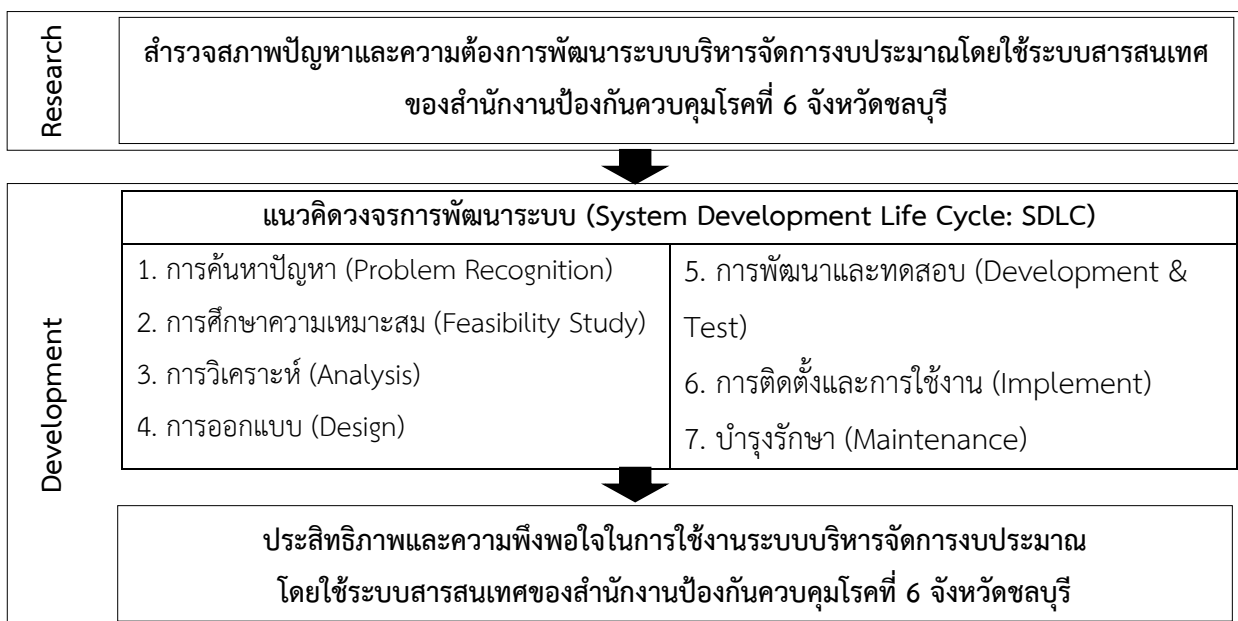 Research
สำรวจสภาพปัญหาและความต้องการพัฒนาระบบบริหารจัดการงบประมาณโดยใช้ระบบสารสนเทศ
ของสำนักงานป้องกันควบคุมโรคที่ 6 จังหวัดชลบุรี
Development
แนวคิดวงจรการพัฒนาระบบ (System Development Life Cycle: SDLC)
1. การค้นหาปัญหา (Problem Recognition)
2. การศึกษาความเหมาะสม (Feasibility Study)
3. การวิเคราะห์ (Analysis)
4. การออกแบบ (Design)
5. การพัฒนาและทดสอบ (Development &
Test)
6. การติดตั้งและการใช้งาน (Implement)
7. บำรุงรักษา (Maintenance)
ประสิทธิภาพและความพึงพอใจในการใช้งานระบบบริหารจัดการงบประมาณ
โดยใช้ระบบสารสนเทศของสำนักงานป้องกันควบคุมโรคที่ 6 จังหวัดชลบุรี